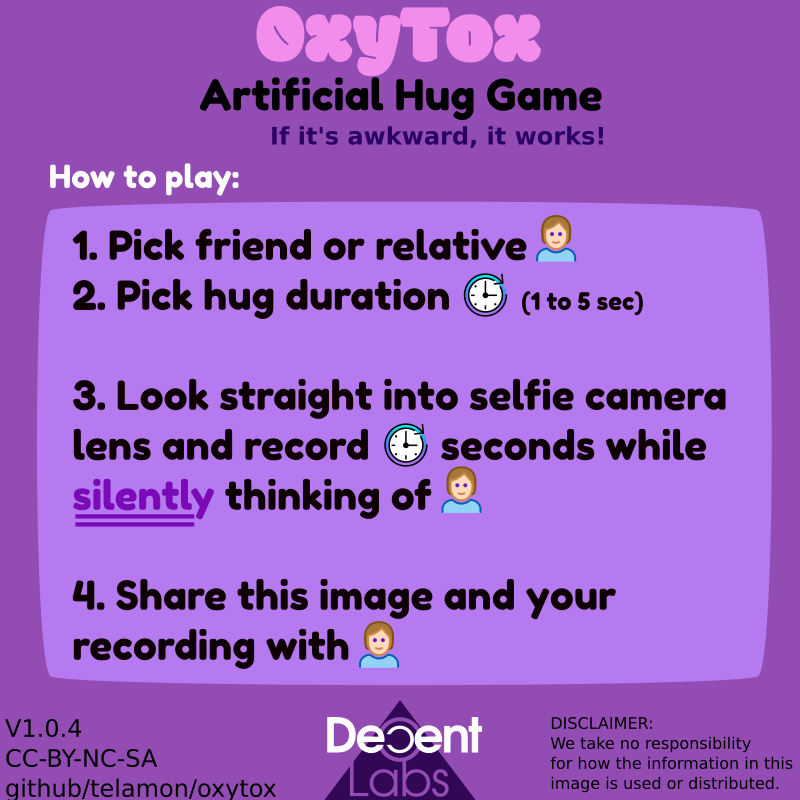 OxyTox
Artificial Hug Game
If it's awkward, it works!
How to play:
1. Pick friend or relative
2. Pick hug duration (1 to 5 sec)
3. Look straight into selfie camera
lens and record seconds while
silently thinking of
4. Share this image and your
recording with
V1.0.4
CC-BY-NC-SA
github/telamon/oxytox
Decent
Labs
DISCLAIMER:
We take no responsibility
for how the information in this
image is used or distributed.